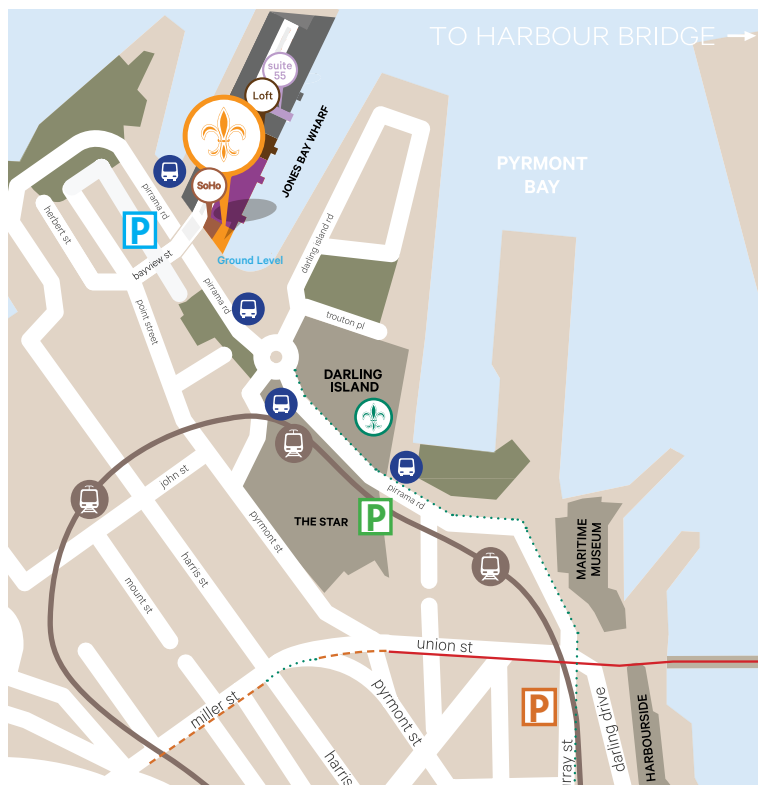 TO HARBOUR BRIDGE
suite
55
Loft
JONES BAY WHARF
PYRMONT
BAY
SoHo
pirrama rd
herbert st
P
bayview st
Ground Level
darling island rd
pirrama rd
point street
trouton pl
DARLING
ISLAND
john st
pirrama rd
THE STAR
P
pyrmont st
MARITIME
MUSEUM
harris st
mount st
union st
miller st
pyrmont st
P
darling drive
HARBOURSIDE
harris
rray st